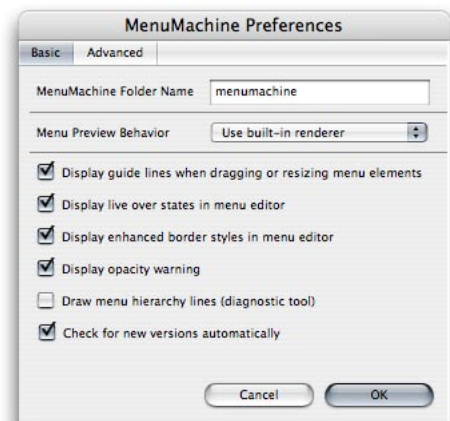 MenuMachine Preferences
Basic Advanced
MenuMachine Folder Name menumachine
Menu Preview Behavior Use built-in renderer
Display guide lines when dragging or resizing menu elements
Display live over states in menu editor
Display enhanced border styles in menu editor
Display opacity warning
Draw menu hierarchy lines (diagnostic tool)
Check for new versions automatically
Cancel OK